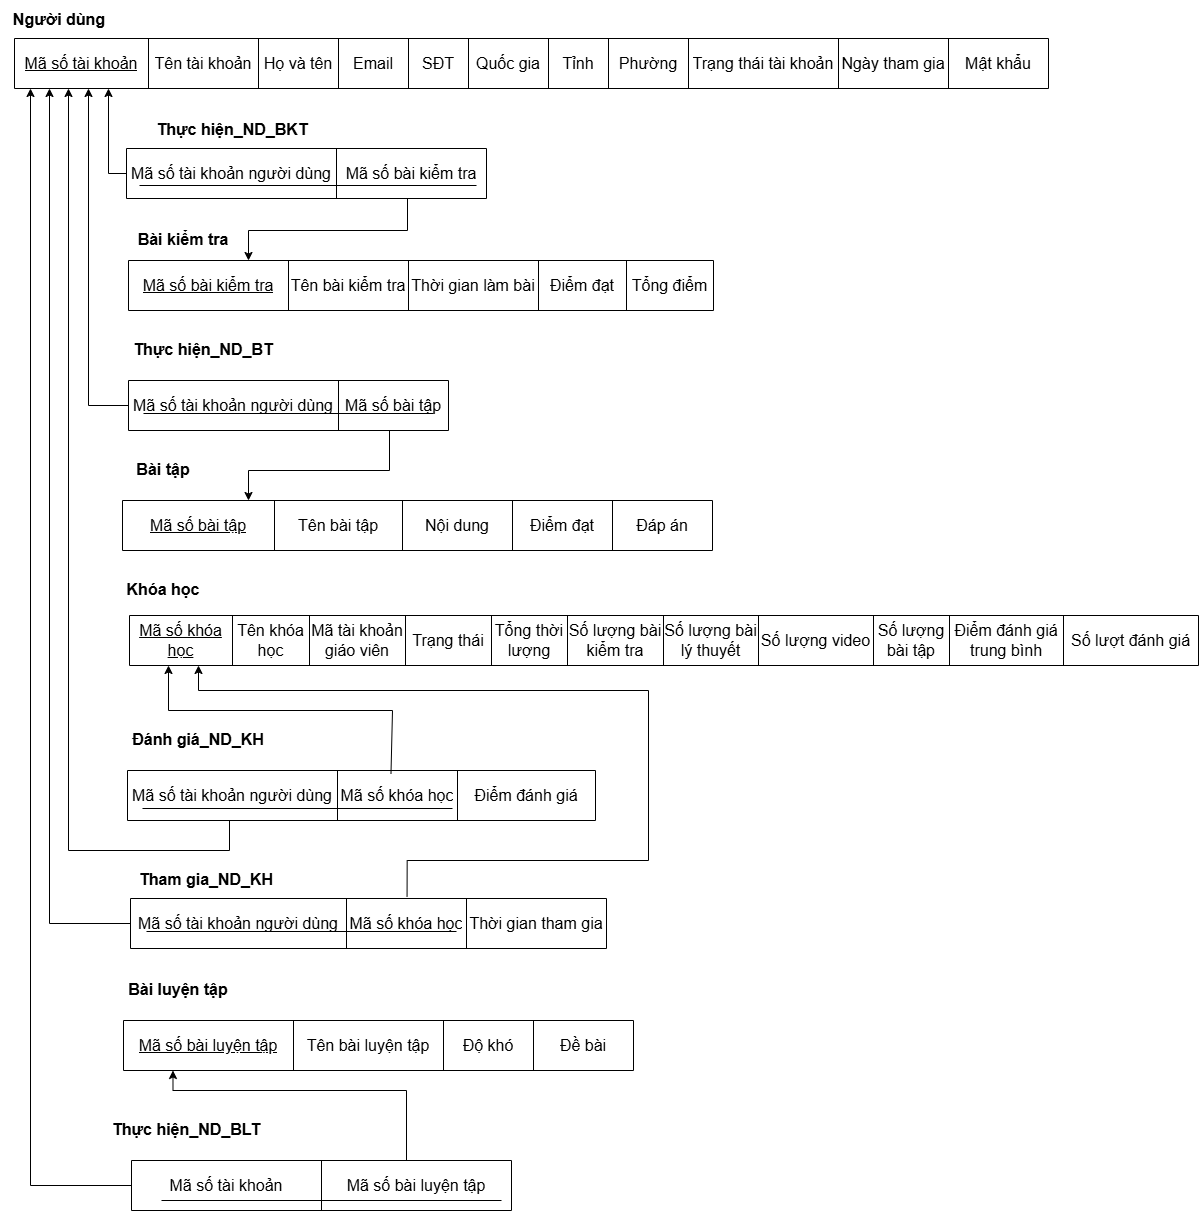 Người dùng
Mã số tài khoản Tên tài khoản Họ và tên Email SĐT Quốc gia Tỉnh Phường Trạng thái tài khoản Ngày tham gia Mật khẩu
Thực hiện_ND_BKT
Mã số tài khoản người dùng Mã số bài kiểm tra
Bài kiểm tra
Mã số bài kiểm tra Tên bài kiểm tra Thời gian làm bài Điểm đạt Tổng điểm
Thực hiện_ND_BT
Mã số tài khoản người dùng Mã số bài tập
Bài tập
Mã số bài tập Tên bài tập Nội dung Điểm đạt Đáp án
Khóa học
Mã số khóa
học
Tên khóa
học
Mã tài khoản
giáo viên
Trạng thái
Tổng thời
lượng
Số lượng bài
kiểm tra
Số lượng bài
lý thuyết
Số lượng video
Số lượng
bài tập
Điểm đánh giá
trung bình
Số lượt đánh giá
Đánh giá_ND_KH
Mã số tài khoản người dùng Mã số khóa học Điểm đánh giá
Tham gia_ND_KH
Mã số tài khoản người dùng Mã số khóa học Thời gian tham gia
Bài luyện tập
Mã số bài luyện tập Tên bài luyện tập Độ khó Đề bài
Thực hiện_ND_BLT
Mã số tài khoản Mã số bài luyện tập